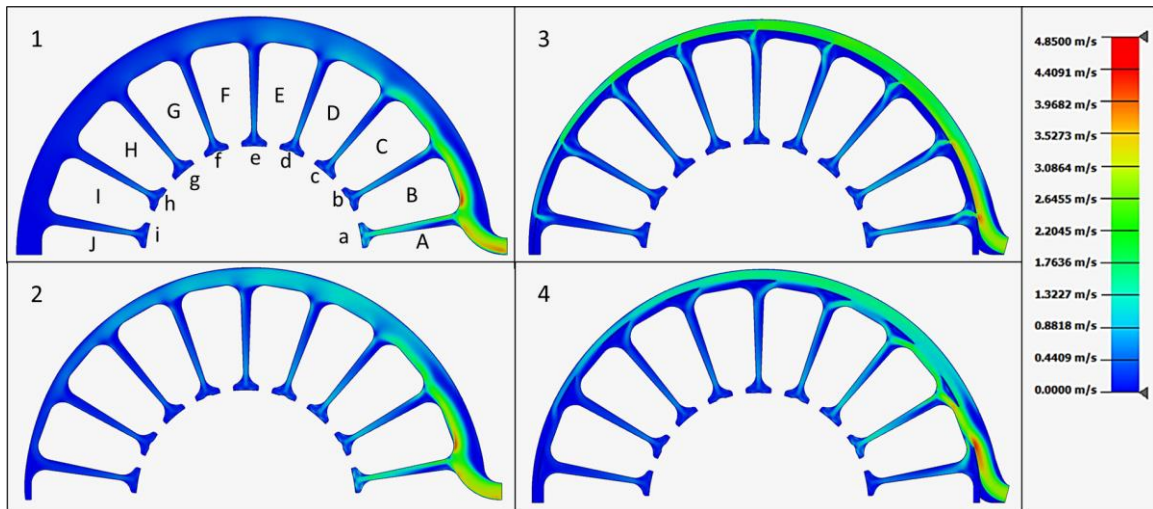 1
G
F
E
D
H
C
I
B
J
A
f
e
d
g
c
h
b
i
a
3
2
4
4.8500 m/s
4.4091 m/s
3.9682 m/s
3.5273 m/s
3.0864 m/s
2.6455 m/s
2.2045 m/s
1.7636 m/s
1.3227 m/s
0.8818 m/s
0.4409 m/s
0.0000 m/s